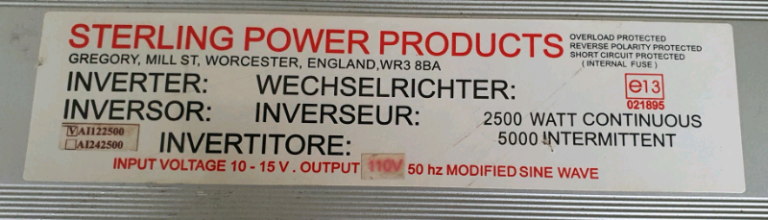 STERLING POWER PRODUCTS
OVERLOAD PROTECTED
REVERSE POLARITY PROTECTED
SHORT CIRCUIT PROTECTED
( INTERNAL FUSE )
GREGORY, MILL ST, WORCESTER, ENGLAND,WR3 8BA
INVERTER: WECHSELRICHTER:
e13
021895
INVERSOR: INVERSEUR:
2500 WATT CONTINUOUS
AI122500
AI242500
INVERTITORE:
5000 INTERMITTENT
INPUT VOLTAGE 10 - 15 V . OUTPUT 110V 50 hz MODIFIED SINE WAVE